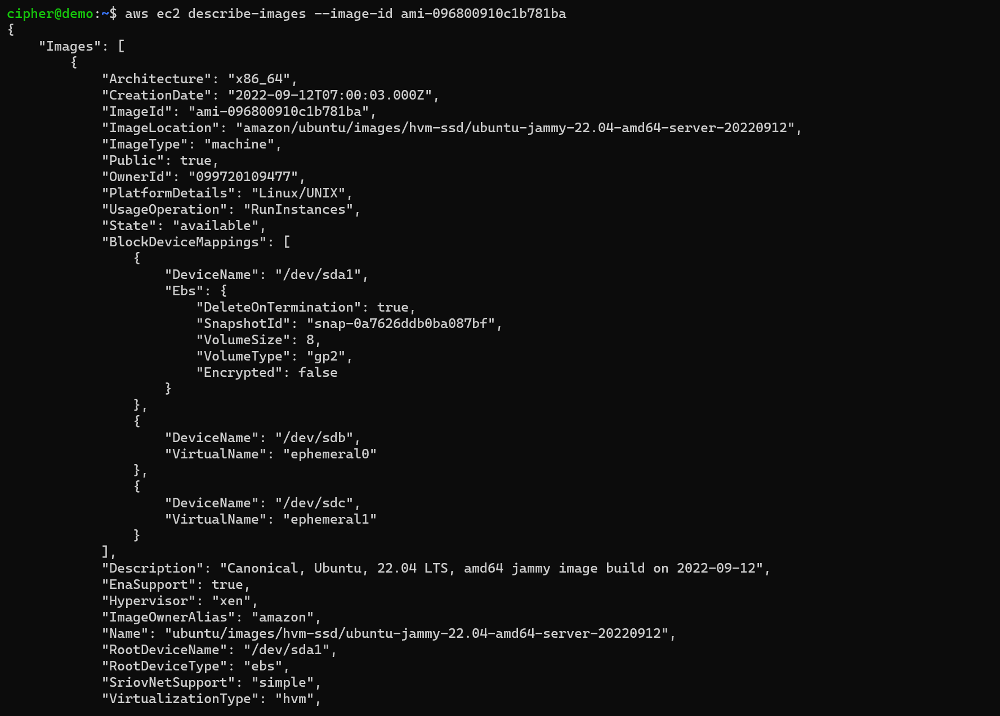 cipher@demo:~$ aws ec2 describe-images --image-id ami-096800910c1b781ba
{
    "Images": [
        {
            "Architecture": "x86_64",
            "CreationDate": "2022-09-12T07:00:03.000Z",
            "ImageId": "ami-096800910c1b781ba",
            "ImageLocation": "amazon/ubuntu/images/hvm-ssd/ubuntu-jammy-22.04-amd64-server-20220912",
            "ImageType": "machine",
            "Public": true,
            "OwnerId": "099720109477",
            "PlatformDetails": "Linux/UNIX",
            "UsageOperation": "RunInstances",
            "State": "available",
            "BlockDeviceMappings": [
                {
                    "DeviceName": "/dev/sda1",
                    "Ebs": {
                        "DeleteOnTermination": true,
                        "SnapshotId": "snap-0a7626ddb0ba087bf",
                        "VolumeSize": 8,
                        "VolumeType": "gp2",
                        "Encrypted": false
                    }
                },
                {
                    "DeviceName": "/dev/sdb",
                    "VirtualName": "ephemeral0"
                },
                {
                    "DeviceName": "/dev/sdc",
                    "VirtualName": "ephemeral1"
                }
            ],
            "Description": "Canonical, Ubuntu, 22.04 LTS, amd64 jammy image build on 2022-09-12",
            "EnaSupport": true,
            "Hypervisor": "xen",
            "ImageOwnerAlias": "amazon",
            "Name": "ubuntu/images/hvm-ssd/ubuntu-jammy-22.04-amd64-server-20220912",
            "RootDeviceName": "/dev/sda1",
            "RootDeviceType": "ebs",
            "SriovNetSupport": "simple",
            "VirtualizationType": "hvm",